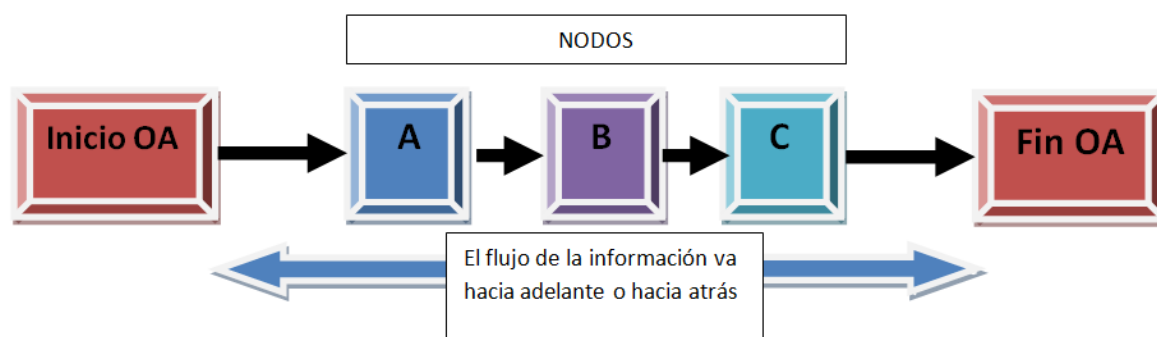 NODOS
Inicio OA
A
B
C
Fin OA
El flujo de la información va
hacia adelante o hacia atrás